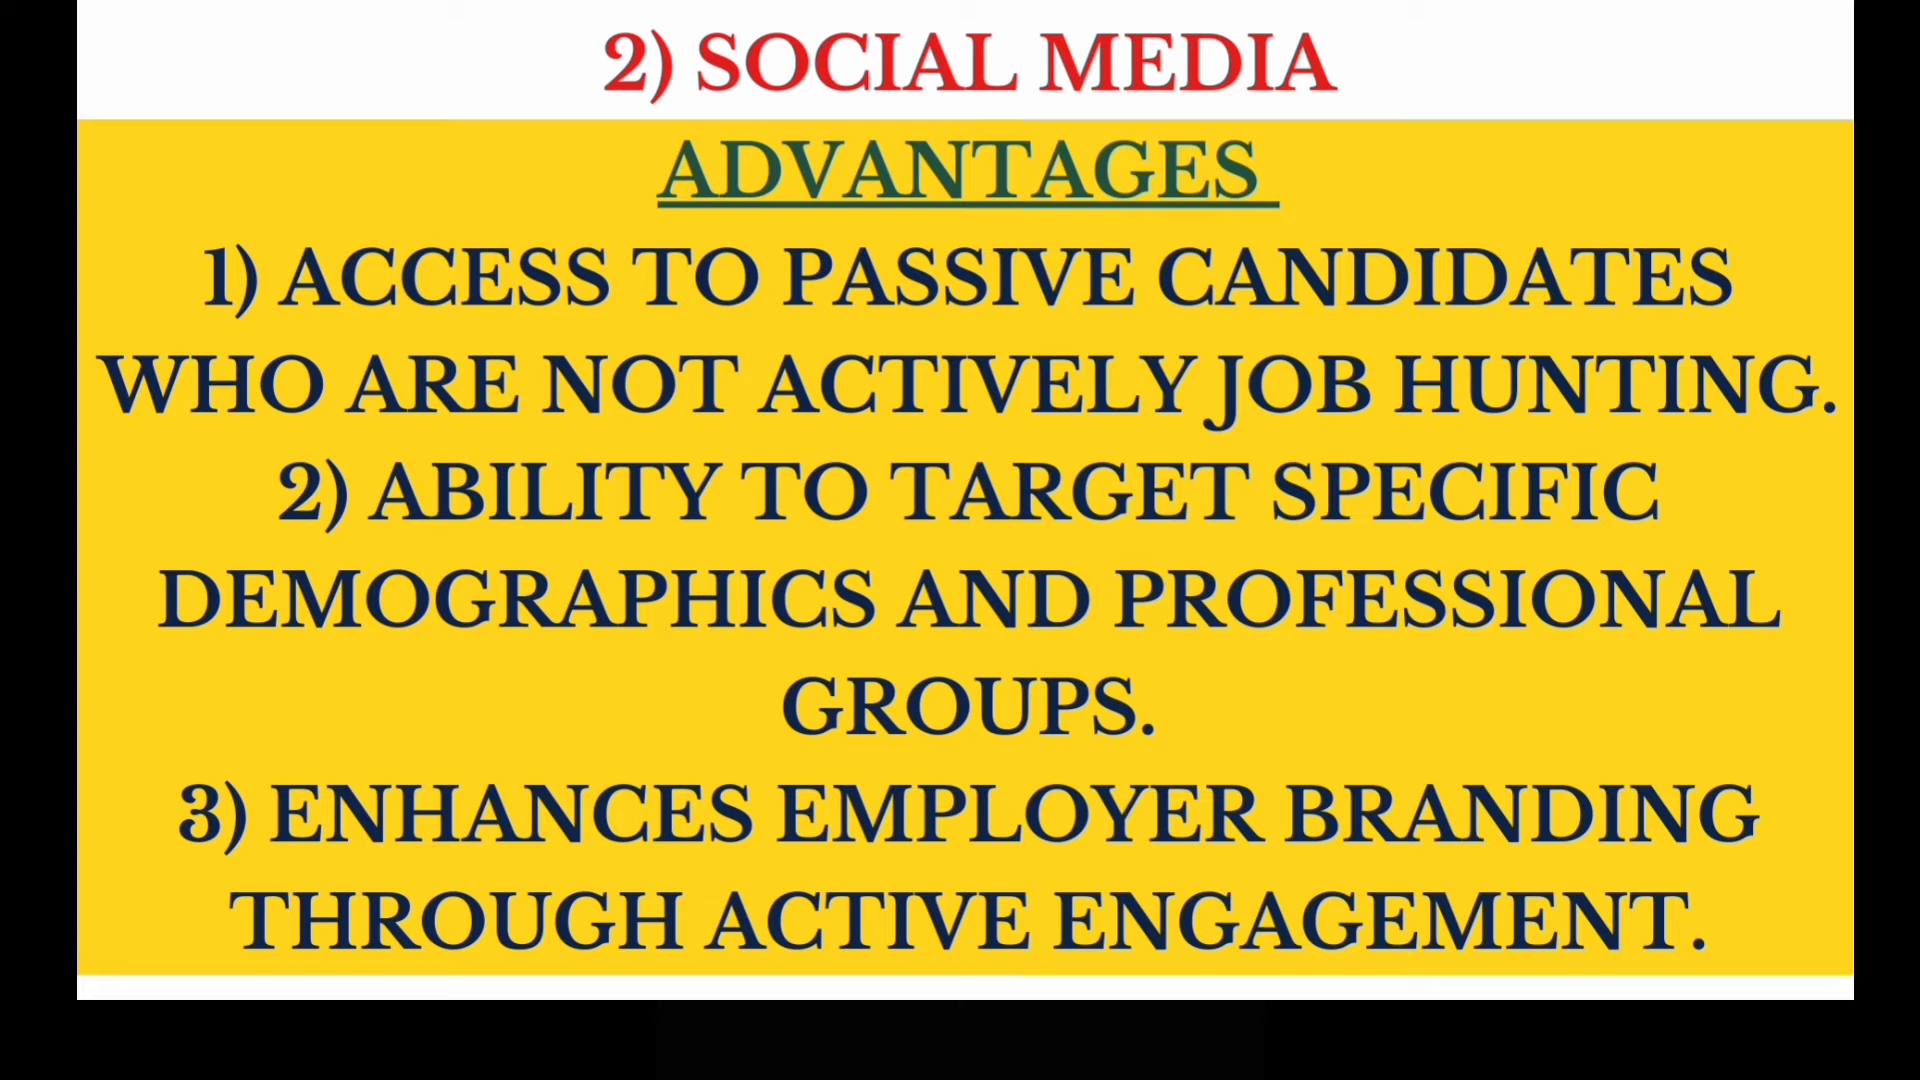 2) SOCIAL MEDIA
ADVANTAGES
1) ACCESS TO PASSIVE CANDIDATES
WHO ARE NOT ACTIVELY JOB HUNTING.
2) ABILITY TO TARGET SPECIFIC
DEMOGRAPHICS AND PROFESSIONAL
GROUPS.
3) ENHANCES EMPLOYER BRANDING
THROUGH ACTIVE ENGAGEMENT.